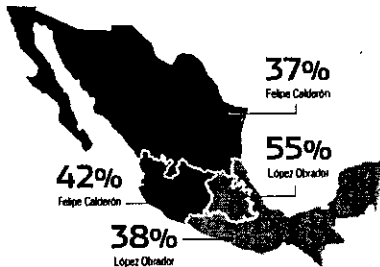 37%
Felipe Calderón
55%
López Obrador
42%
Felipe Calderón
38%
López Obrador